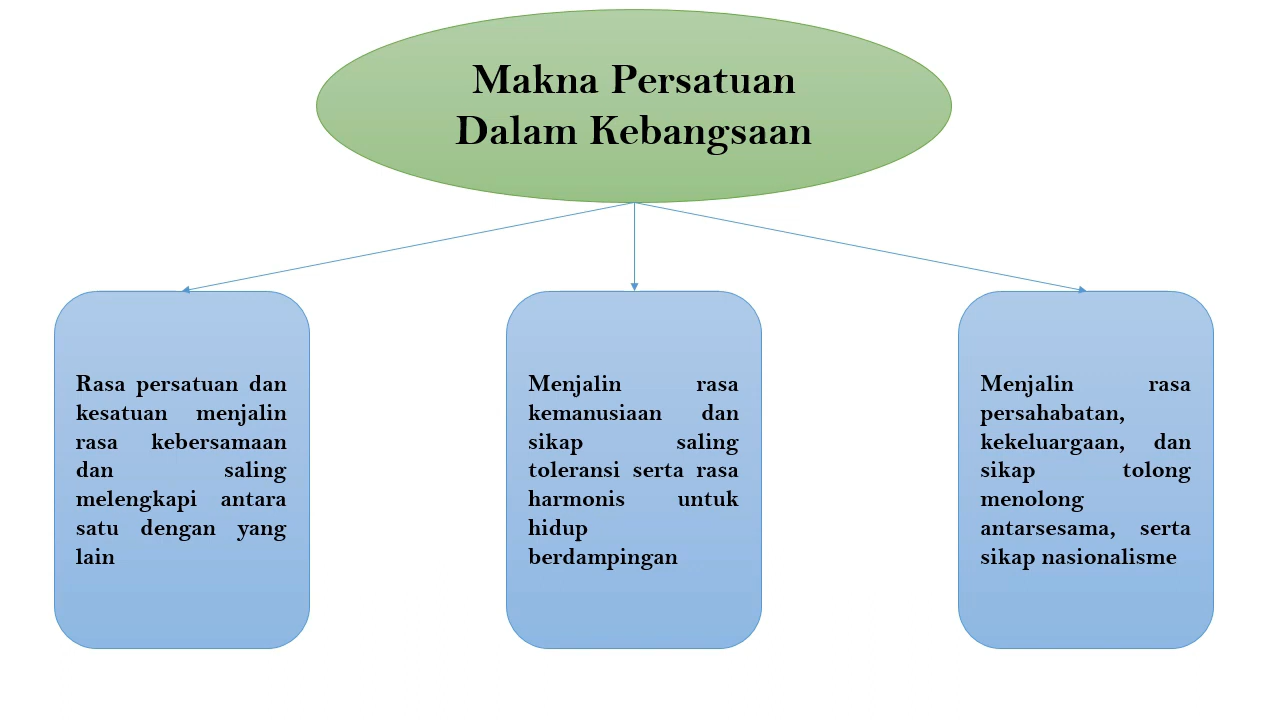 Makna Persatuan
Dalam Kebangsaan
Rasa persatuan dan
kesatuan menjalin
rasa kebersamaan
dan saling
melengkapi antara
satu dengan yang
lain
Menjalin rasa
kemanusiaan dan
sikap saling
toleransi serta rasa
harmonis untuk
hidup
berdampingan
Menjalin rasa
persahabatan,
kekeluargaan, dan
sikap tolong
menolong
antarsesama, serta
sikap nasionalisme